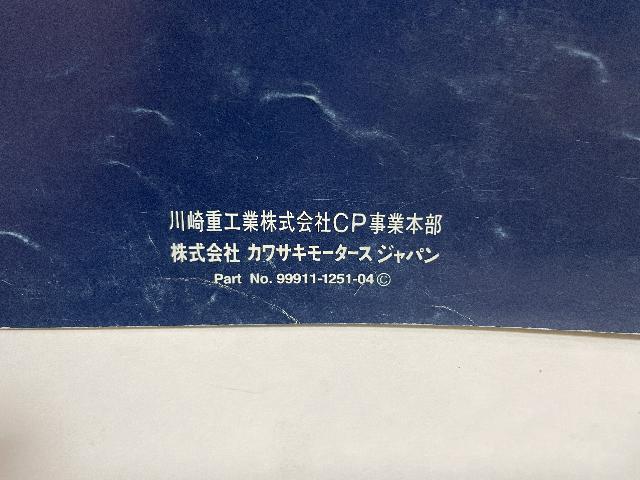 川崎重工業株式会社CP事業本部
株式会社 カワサキモータース ジャパン
Part No. 99911-1251-04©